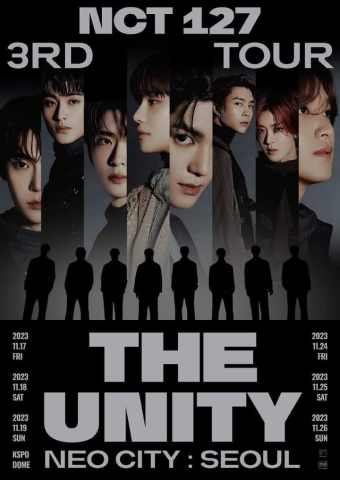 NCT 127
3RD TOUR
THE
UNITY
NEO CITY : SEOUL
2023
11.17
FRI
2023
11.18
SAT
2023
11.19
SUN
KSPO
DOME
2023
11.24
FRI
2023
11.25
SAT
2023
11.26
SUN